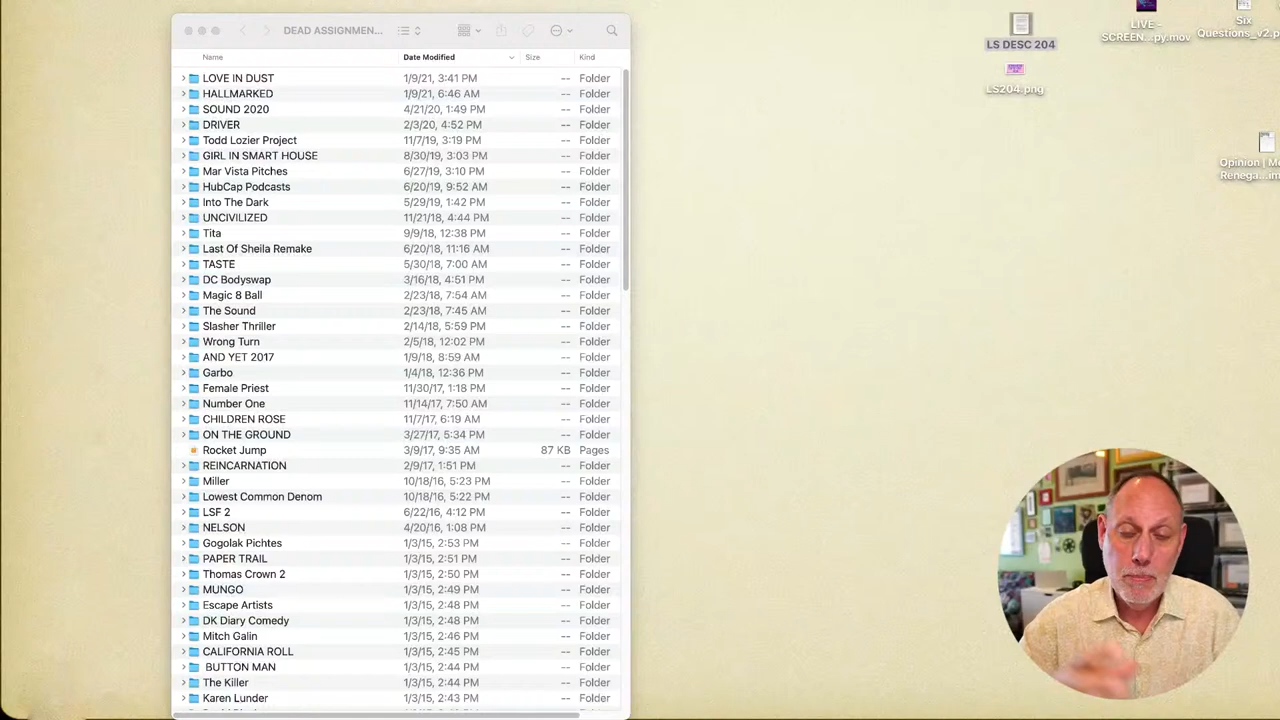 DEAD ASSIGNMEN...
Name Date Modified Size Kind
LOVE IN DUST 1/9/21, 3:41 PM -- Folder
HALLMARKED 1/9/21, 6:46 AM -- Folder
SOUND 2020 4/21/20, 1:49 PM -- Folder
DRIVER 2/3/20, 4:52 PM -- Folder
Todd Lozier Project 11/7/19, 3:19 PM -- Folder
GIRL IN SMART HOUSE 8/30/19, 3:03 PM -- Folder
Mar Vista Pitches 6/27/19, 3:10 PM -- Folder
HubCap Podcasts 6/20/19, 9:52 AM -- Folder
Into The Dark 5/29/19, 1:42 PM -- Folder
UNCIVILIZED 11/21/18, 4:44 PM -- Folder
Tita 9/9/18, 12:38 PM -- Folder
Last Of Sheila Remake 6/20/18, 11:16 AM -- Folder
TASTE 5/30/18, 7:00 AM -- Folder
DC Bodyswap 3/16/18, 4:51 PM -- Folder
Magic 8 Ball 2/23/18, 7:54 AM -- Folder
The Sound 2/23/18, 7:45 AM -- Folder
Slasher Thriller 2/14/18, 5:59 PM -- Folder
Wrong Turn 2/5/18, 12:02 PM -- Folder
AND YET 2017 1/9/18, 8:59 AM -- Folder
Garbo 1/4/18, 12:36 PM -- Folder
Female Priest 11/30/17, 1:18 PM -- Folder
Number One 11/14/17, 7:50 AM -- Folder
CHILDREN ROSE 11/7/17, 6:19 AM -- Folder
ON THE GROUND 3/27/17, 5:34 PM -- Folder
Rocket Jump 3/9/17, 9:35 AM 87 KB Pages
REINCARNATION 2/9/17, 1:51 PM -- Folder
Miller 10/18/16, 5:23 PM -- Folder
Lowest Common Denom 10/18/16, 5:22 PM -- Folder
LSF 2 6/22/16, 4:12 PM -- Folder
NELSON 4/20/16, 1:08 PM -- Folder
Gogolak Pichtes 1/3/15, 2:53 PM -- Folder
PAPER TRAIL 1/3/15, 2:51 PM -- Folder
Thomas Crown 2 1/3/15, 2:50 PM -- Folder
MUNGO 1/3/15, 2:49 PM -- Folder
Escape Artists 1/3/15, 2:48 PM -- Folder
DK Diary Comedy 1/3/15, 2:48 PM -- Folder
Mitch Galin 1/3/15, 2:46 PM -- Folder
CALIFORNIA ROLL 1/3/15, 2:45 PM -- Folder
BUTTON MAN 1/3/15, 2:44 PM -- Folder
The Killer 1/3/15, 2:44 PM -- Folder
Karen Lunder 1/3/15, 2:43 PM -- Folder
LS DESC 204
LS204.png
LIVE -
SCREEN...py.mov
Six
Questions_v2.p
Opinion | M
Renega...im